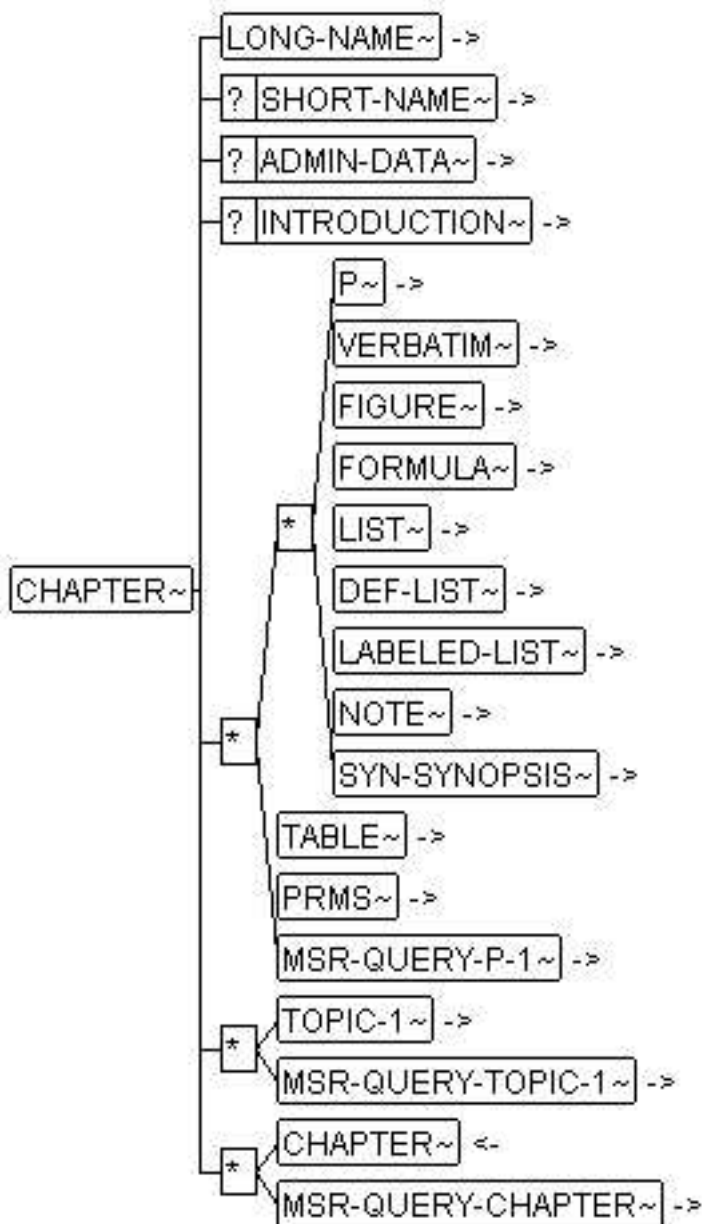 LONG-NAME~ ->
? SHORT-NAME~ ->
? ADMIN-DATA~ ->
? INTRODUCTION~ ->
P~ ->
VERBATIM~ ->
FIGURE~ ->
FORMULA~ ->
* LIST~ ->
CHAPTER~ DEF-LIST~ ->
LABELED-LIST~ ->
NOTE~ ->
*
SYN-SYNOPSIS~ ->
TABLE~ ->
PRMS~ ->
MSR-QUERY-P-1~ ->
TOPIC-1~ ->
*
MSR-QUERY-TOPIC-1~ ->
CHAPTER~ <-
*
MSR-QUERY-CHAPTER~ ->